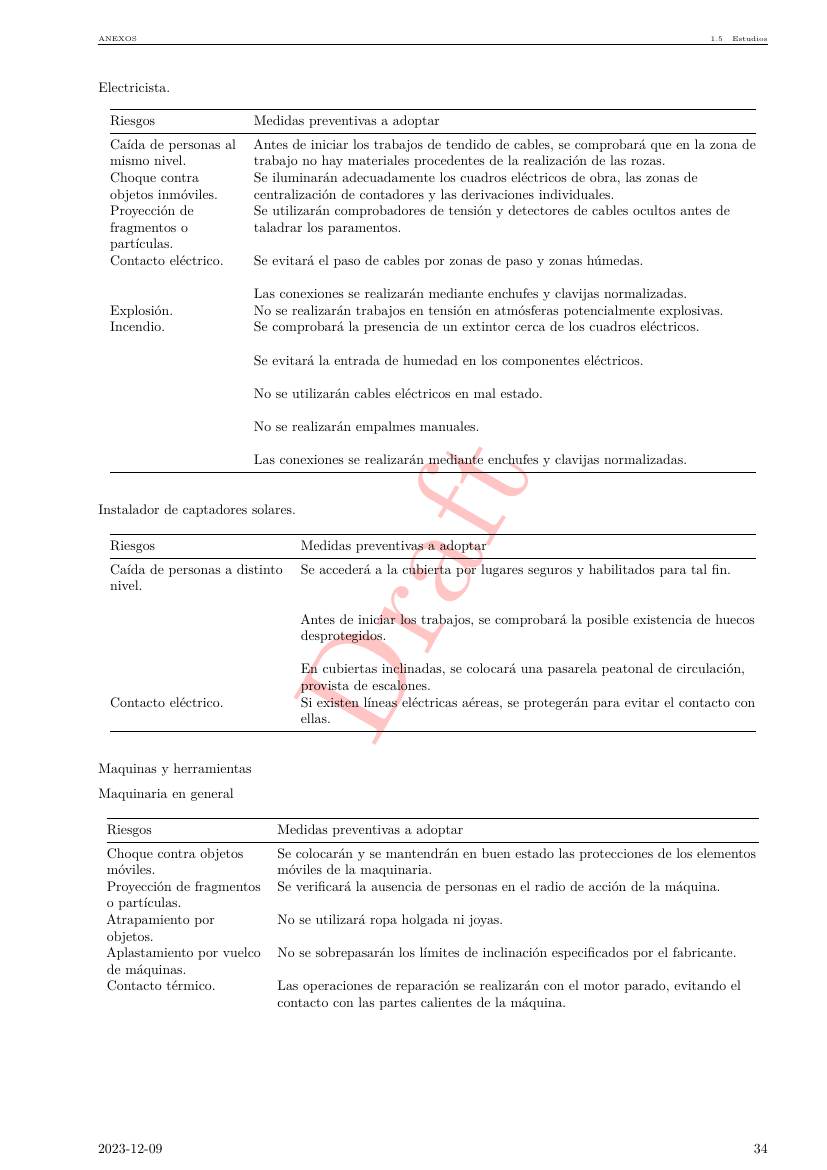 ANEXOS 1.5 Estudios
Electricista.
Riesgos Medidas preventivas a adoptar
Caída de personas al Antes de iniciar los trabajos de tendido de cables, se comprobará que en la zona de
mismo nivel. trabajo no hay materiales procedentes de la realización de las rozas.
Choque contra Se iluminarán adecuadamente los cuadros eléctricos de obra, las zonas de
objetos inmóviles. centralización de contadores y las derivaciones individuales.
Proyección de Se utilizarán comprobadores de tensión y detectores de cables ocultos antes de
fragmentos o taladrar los paramentos.
partículas.
Contacto eléctrico. Se evitará el paso de cables por zonas de paso y zonas húmedas.
Las conexiones se realizarán mediante enchufes y clavijas normalizadas.
Explosión. No se realizarán trabajos en tensión en atmósferas potencialmente explosivas.
Incendio. Se comprobará la presencia de un extintor cerca de los cuadros eléctricos.
Se evitará la entrada de humedad en los componentes eléctricos.
No se utilizarán cables eléctricos en mal estado.
No se realizarán empalmes manuales.
Las conexiones se realizarán mediante enchufes y clavijas normalizadas.
Instalador de captadores solares.
Riesgos Medidas preventivas a adoptar
Caída de personas a distinto Se accederá a la cubierta por lugares seguros y habilitados para tal fin.
nivel.
Antes de iniciar los trabajos, se comprobará la posible existencia de huecos
desprotegidos.
En cubiertas inclinadas, se colocará una pasarela peatonal de circulación,
provista de escalones.
Contacto eléctrico. Si existen líneas eléctricas aéreas, se protegerán para evitar el contacto con
ellas.
Draft
Maquinas y herramientas
Maquinaria en general
Riesgos Medidas preventivas a adoptar
Choque contra objetos Se colocarán y se mantendrán en buen estado las protecciones de los elementos
móviles. móviles de la maquinaria.
Proyección de fragmentos Se verificará la ausencia de personas en el radio de acción de la máquina.
o partículas.
Atrapamiento por No se utilizará ropa holgada ni joyas.
objetos.
Aplastamiento por vuelco No se sobrepasarán los límites de inclinación especificados por el fabricante.
de máquinas.
Contacto térmico. Las operaciones de reparación se realizarán con el motor parado, evitando el
contacto con las partes calientes de la máquina.
2023-12-09 34